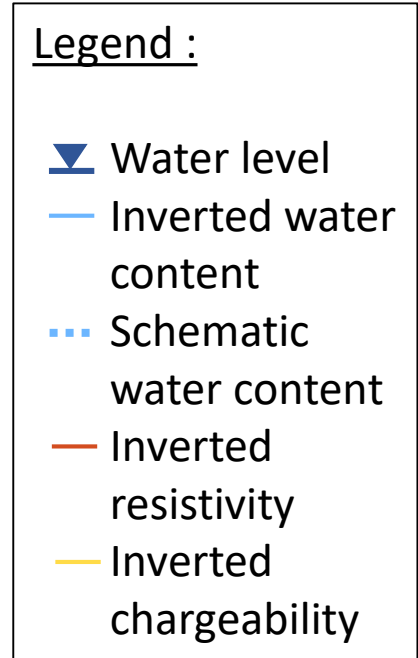 Legend :
Water level
Inverted water
content
Schematic
water content
Inverted
resistivity
Inverted
chargeability